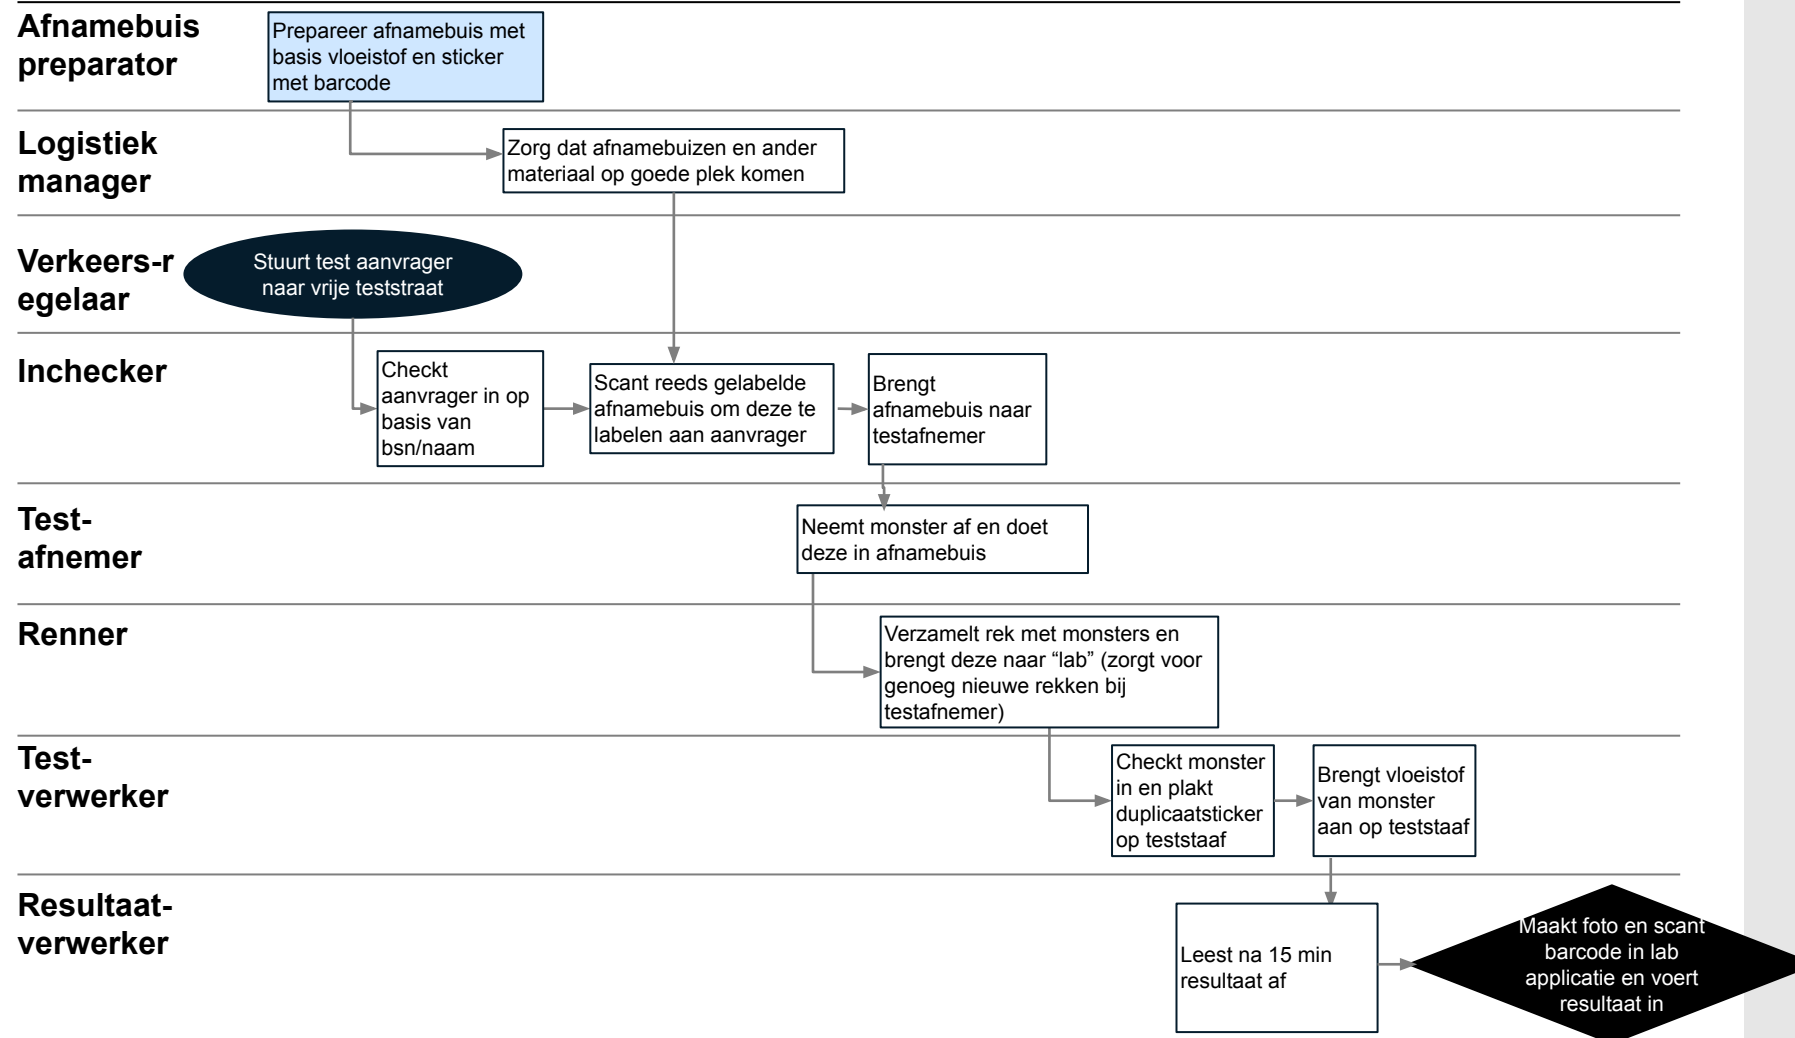 Afnamebuis
preparator
Prepareer afnamebuis met
basis vloeistof en sticker
met barcode
Logistiek
manager
Zorg dat afnamebuizen en ander
materiaal op goede plek komen
Verkeers-r
egelaar
Stuurt test aanvrager
naar vrije teststraat
Inchecker
Checkt
aanvrager in op
basis van
bsn/naam
Scant reeds gelabelde
afnamebuis om deze te
labelen aan aanvrager
Brengt
afnamebuis naar
testafnemer
Test-
afnemer
Neemt monster af en doet
deze in afnamebuis
Renner
Verzamelt rek met monsters en
brengt deze naar “lab” (zorgt voor
genoeg nieuwe rekken bij
testafnemer)
Test-
verwerker
Checkt monster
in en plakt
duplicaatsticker
op teststaaf
Brengt vloeistof
van monster
aan op teststaaf
Resultaat-
verwerker
Leest na 15 min
resultaat af
Maakt foto en scant
barcode in lab
applicatie en voert
resultaat in